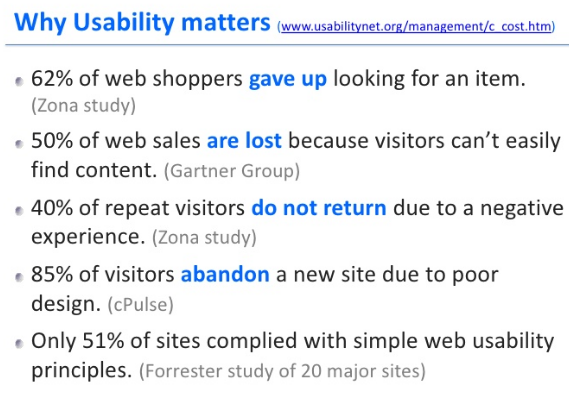 Why Usability matters (www.usabilitynet.org/management/c_cost.htm)
62% of web shoppers gave up looking for an item.
(Zona study)
50% of web sales are lost because visitors can't easily
find content. (Gartner Group)
40% of repeat visitors do not return due to a negative
experience. (Zona study)
85% of visitors abandon a new site due to poor
design. (cPulse)
Only 51% of sites complied with simple web usability
principles. (Forrester study of 20 major sites)